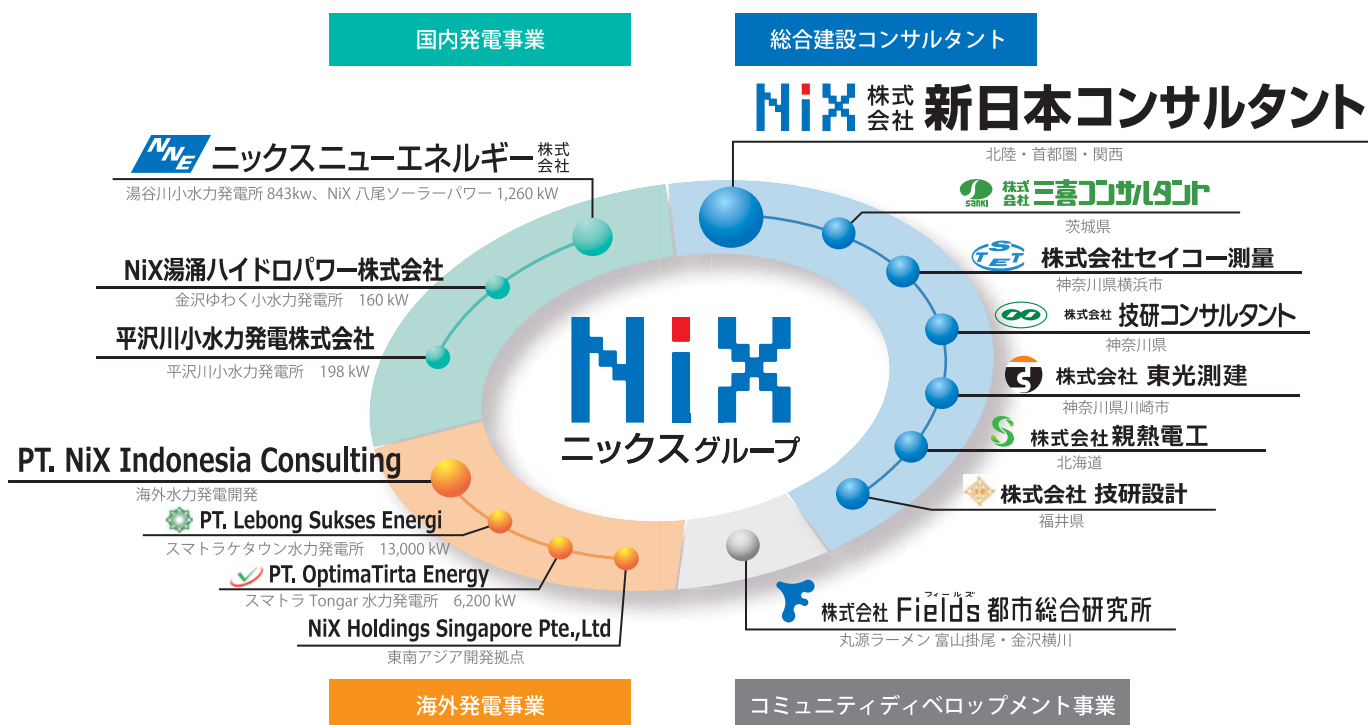 国内発電事業
総合建設コンサルタント
NiX 株式会社 新日本コンサルタント
北陸・首都圏・関西
NNE ニックスニューエネルギー 株式会社
湯谷川小水力発電所 843kw、NiX 八尾ソーラーパワー 1,260 kW
sanki 株式会社 三喜コンサルタント
茨城県
NiX湯涌ハイドロパワー株式会社
金沢ゆわく小水力発電所 160 kW
STET 株式会社セイコー測量
神奈川県横浜市
株式会社 技研コンサルタント
神奈川県
平沢川小水力発電株式会社
平沢川小水力発電所 198 kW
NiX
ニックスグループ
株式会社 東光測建
神奈川県川崎市
S 株式会社 親熱電工
北海道
PT. NiX Indonesia Consulting
海外水力発電開発
株式会社 技研設計
福井県
PT. Lebong Sukses Energi
スマトラケタウン水力発電所 13,000 kW
PT. OptimaTirta Energy
スマトラ Tongar 水力発電所 6,200 kW
フィールズ
株式会社 Fields 都市総合研究所
丸源ラーメン 富山掛尾・金沢横川
NiX Holdings Singapore Pte.,Ltd
東南アジア開発拠点
海外発電事業
コミュニティディベロップメント事業